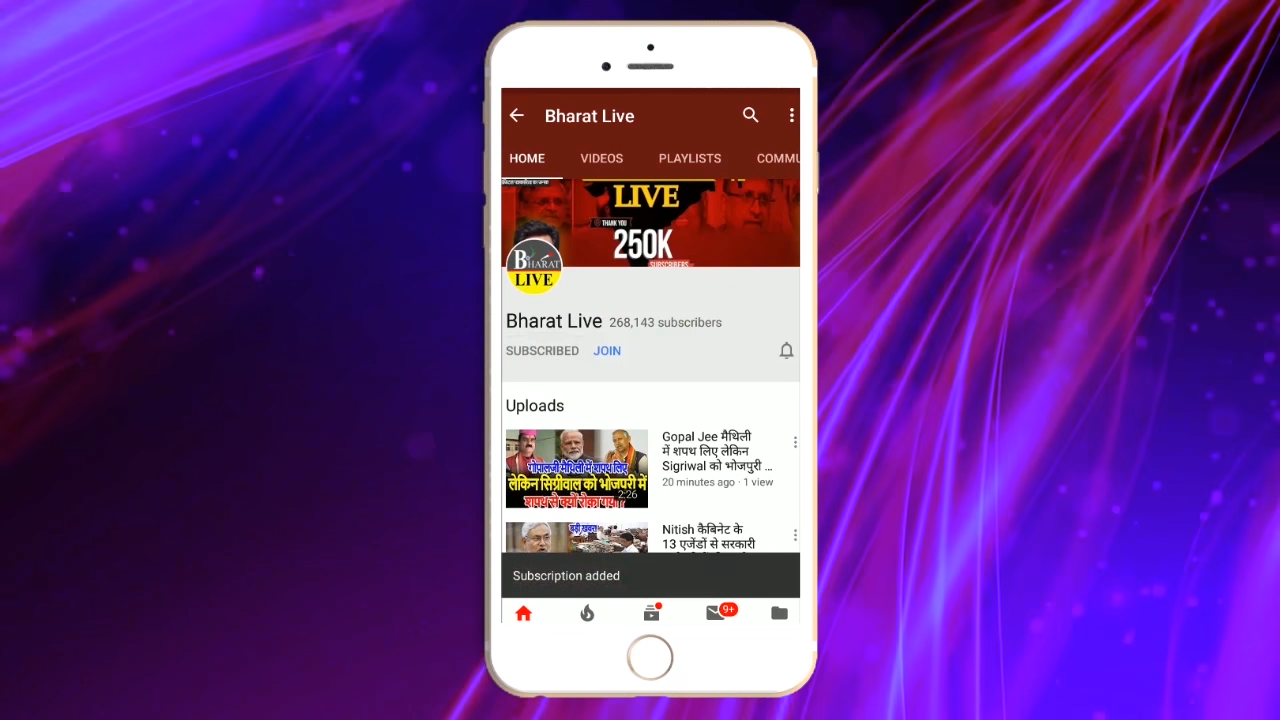 Bharat Live
HOME VIDEOS PLAYLISTS COMMU
LIVE
THANK YOU
250K
SUBSCRIBERS
BHARAT
LIVE
Bharat Live 268,143 subscribers
SUBSCRIBED JOIN
Uploads
गोपालजी मैथिली में शपथ लिए
लेकिन सिग्रीवाल को भोजपुरी में
शपथ से क्यों रोका गया?
2:26
Gopal Jee मैथिली
में शपथ लिए लेकिन
Sigriwal को भोजपुरी ...
20 minutes ago · 1 view
बड़ी खबर
Nitish कैबिनेट के
13 एजेंडों से सरकारी
Subscription added
9+